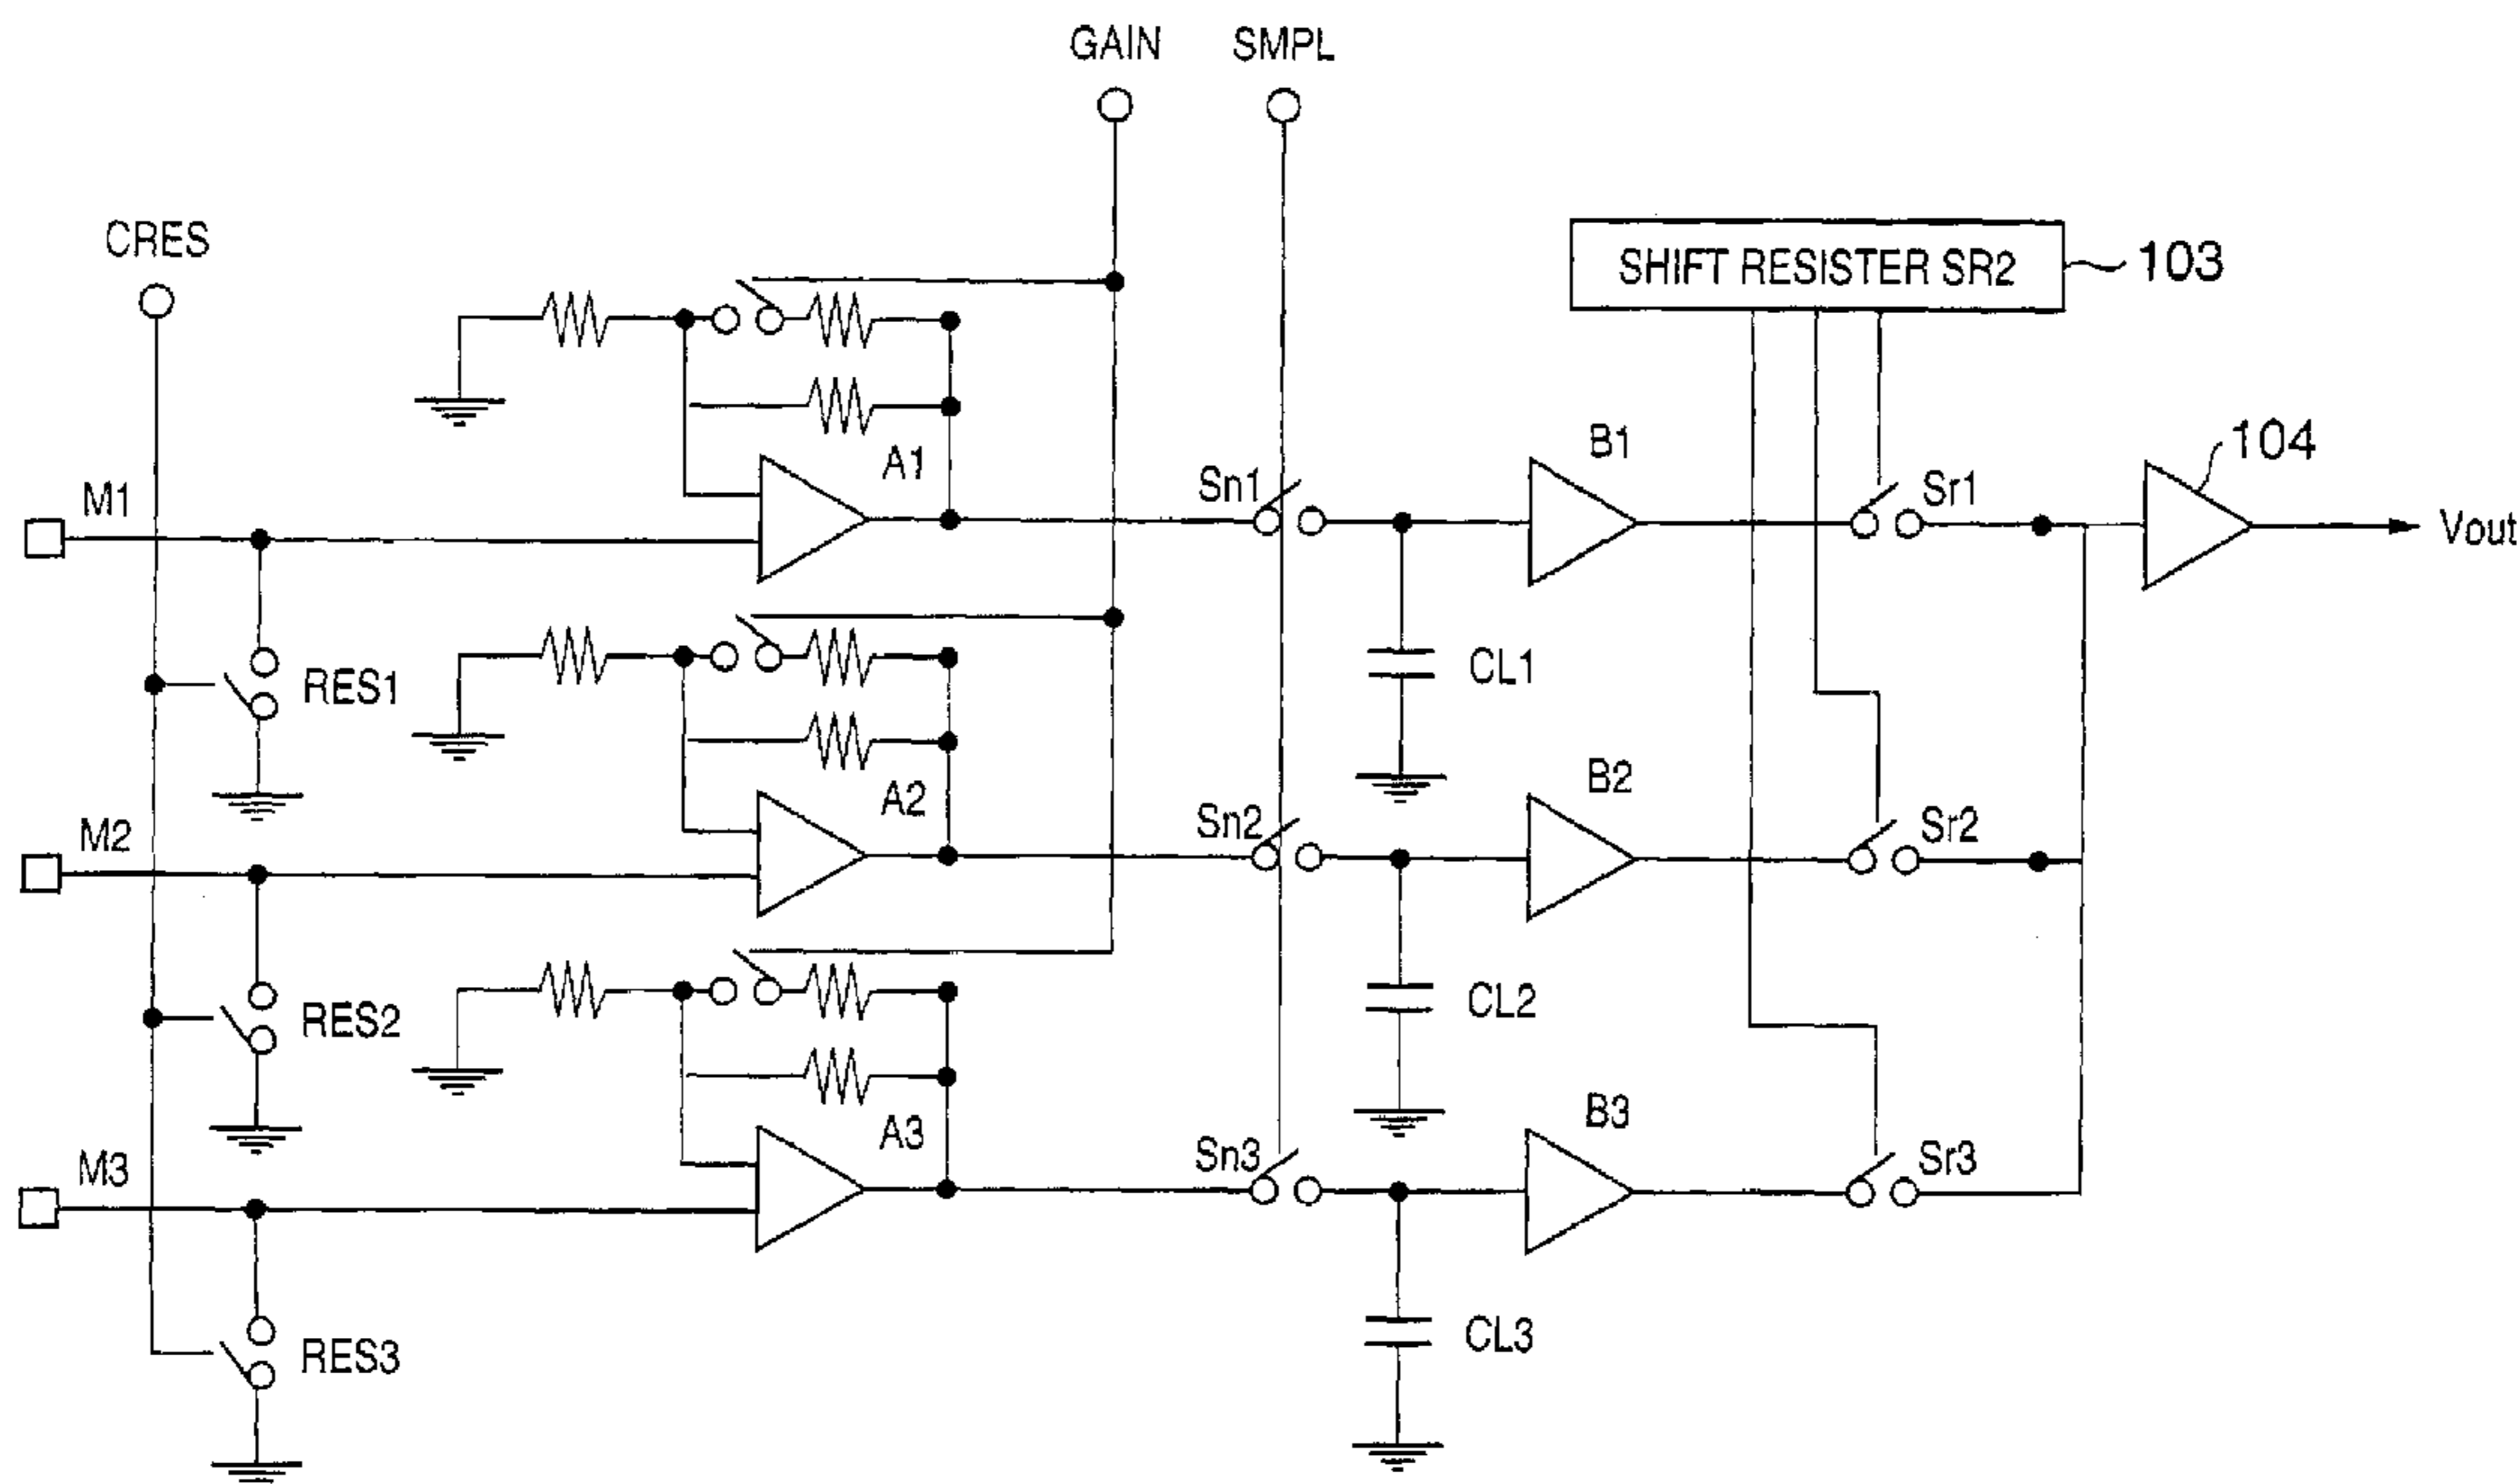 GAIN
SMPL
CRES
SHIFT RESISTER SR2
103
A1
B1
104
M1
Sn1
Sr1
Vout
RES1
CL1
A2
B2
M2
Sn2
Sr2
RES2
CL2
A3
B3
M3
Sn3
Sr3
RES3
CL3